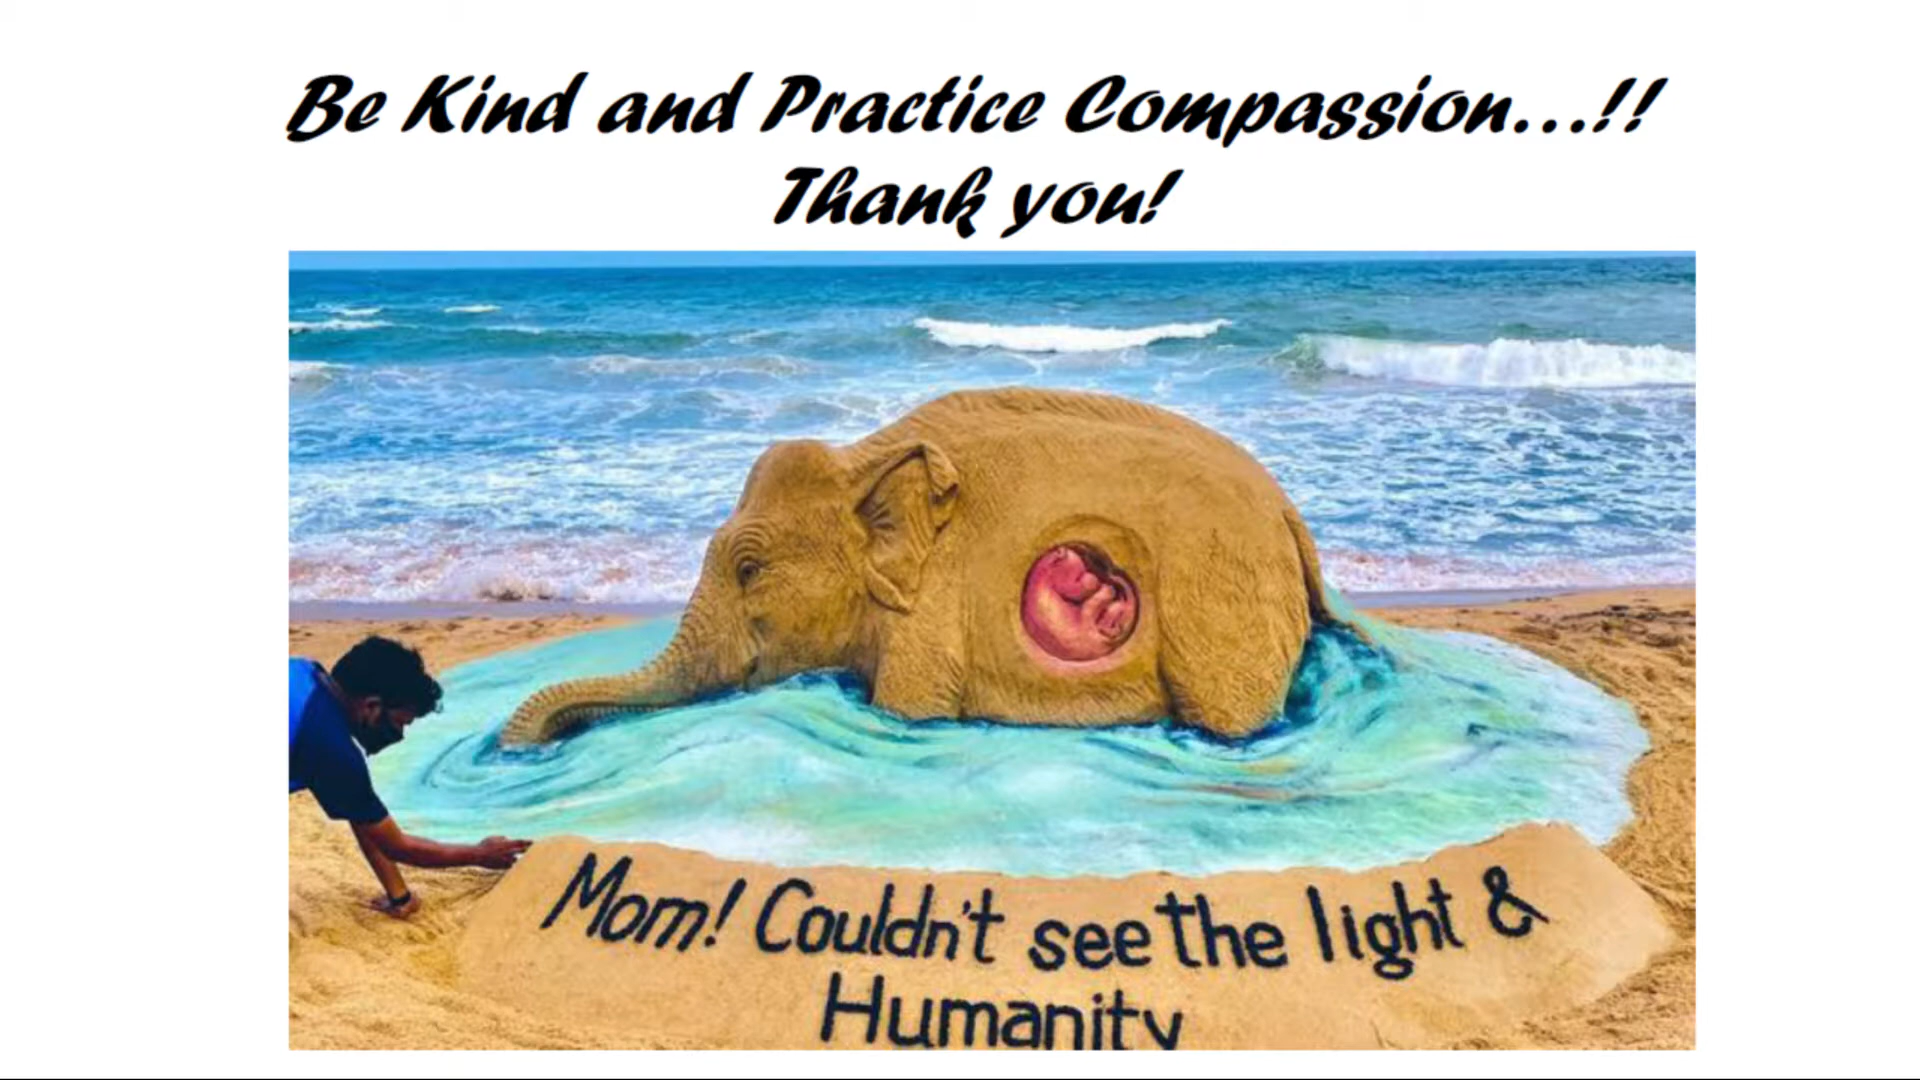 Be Kind and Practice Compassion...!!
Thank you!
Mom! Couldn't see the light &
Humanity